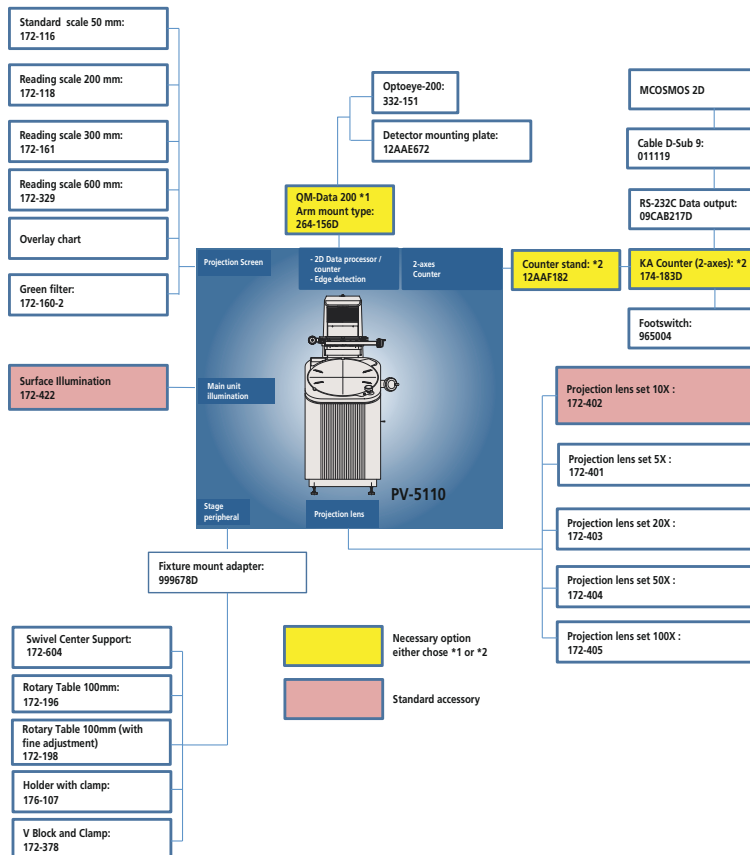 Standard scale 50 mm:
172-116
Reading scale 200 mm:
172-118
Reading scale 300 mm:
172-161
Reading scale 600 mm:
172-329
Overlay chart
Green filter:
172-160-2
Surface Illumination
172-422
Optoeye-200:
332-151
Detector mounting plate:
12AAE672
QM-Data 200 *1
Arm mount type:
264-156D
MCOSMOS 2D
Cable D-Sub 9:
011119
RS-232C Data output:
09CAB217D
Counter stand: *2
12AAF182
KA Counter (2-axes): *2
174-183D
Footswitch:
965004
Projection Screen
- 2D Data processor /
counter
- Edge detection
2-axes
Counter
Main unit
illumination
PV-5110
Stage
peripheral
Projection lens
Projection lens set 10X :
172-402
Projection lens set 5X :
172-401
Projection lens set 20X :
172-403
Projection lens set 50X :
172-404
Projection lens set 100X :
172-405
Fixture mount adapter:
999678D
Swivel Center Support:
172-604
Rotary Table 100mm:
172-196
Rotary Table 100mm (with
fine adjustment)
172-198
Holder with clamp:
176-107
V Block and Clamp:
172-378
Necessary option
either chose *1 or *2
Standard accessory